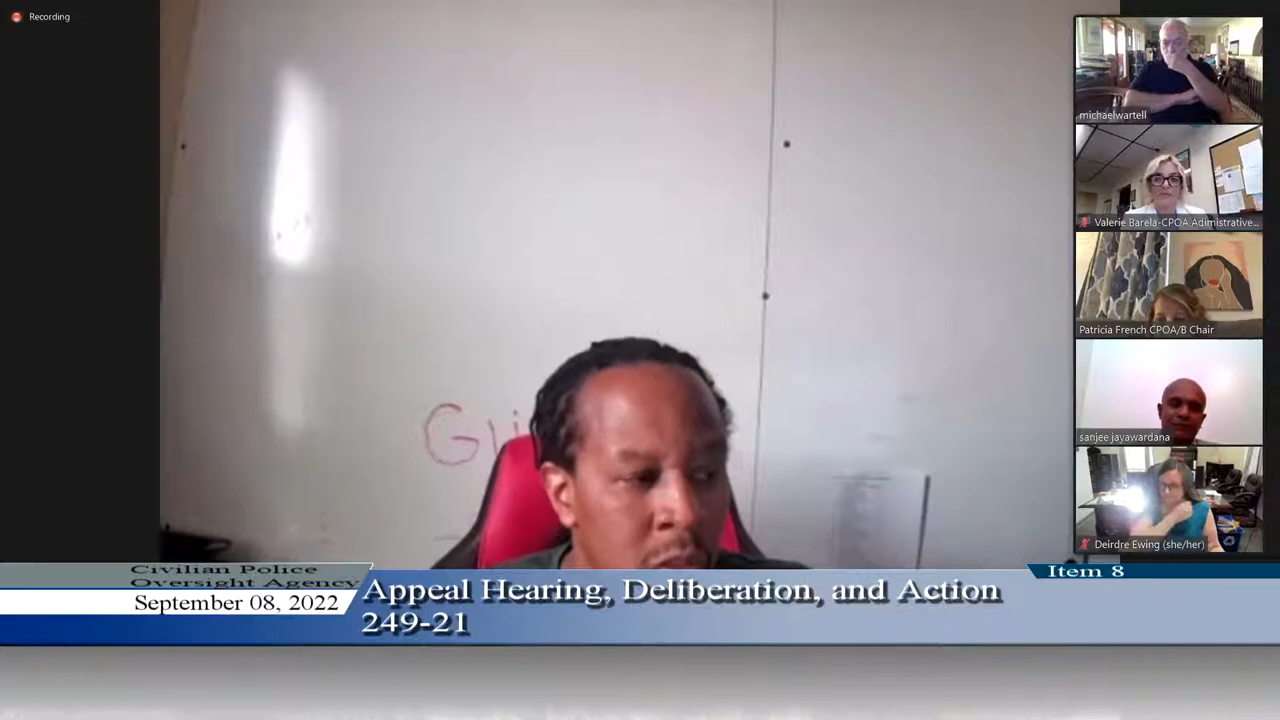 Recording
michaelwartell
Valerie Barela-CPOA Adimistrative...
Patricia French CPOA/B Chair
sanjee jayawardana
Deirdre Ewing (she/her)
Gui
Civilian Police
Oversight Agency
September 08, 2022
Appeal Hearing, Deliberation, and Action
249-21
Item 8